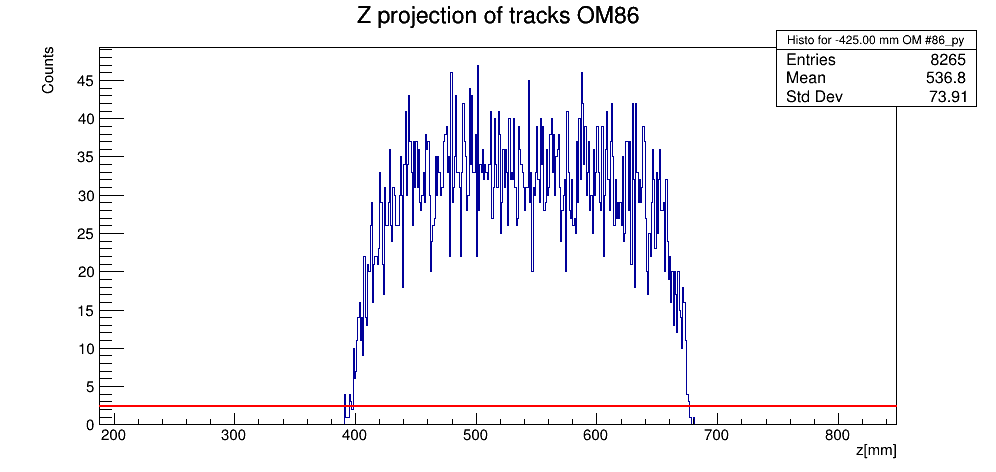 Z projection of tracks OM86
Histo for -425.00 mm OM #86_py
Entries 8265
Mean 536.8
Std Dev 73.91
Counts
45
40
35
30
25
20
15
10
5
0
200 300 400 500 600 700 800
z[mm]